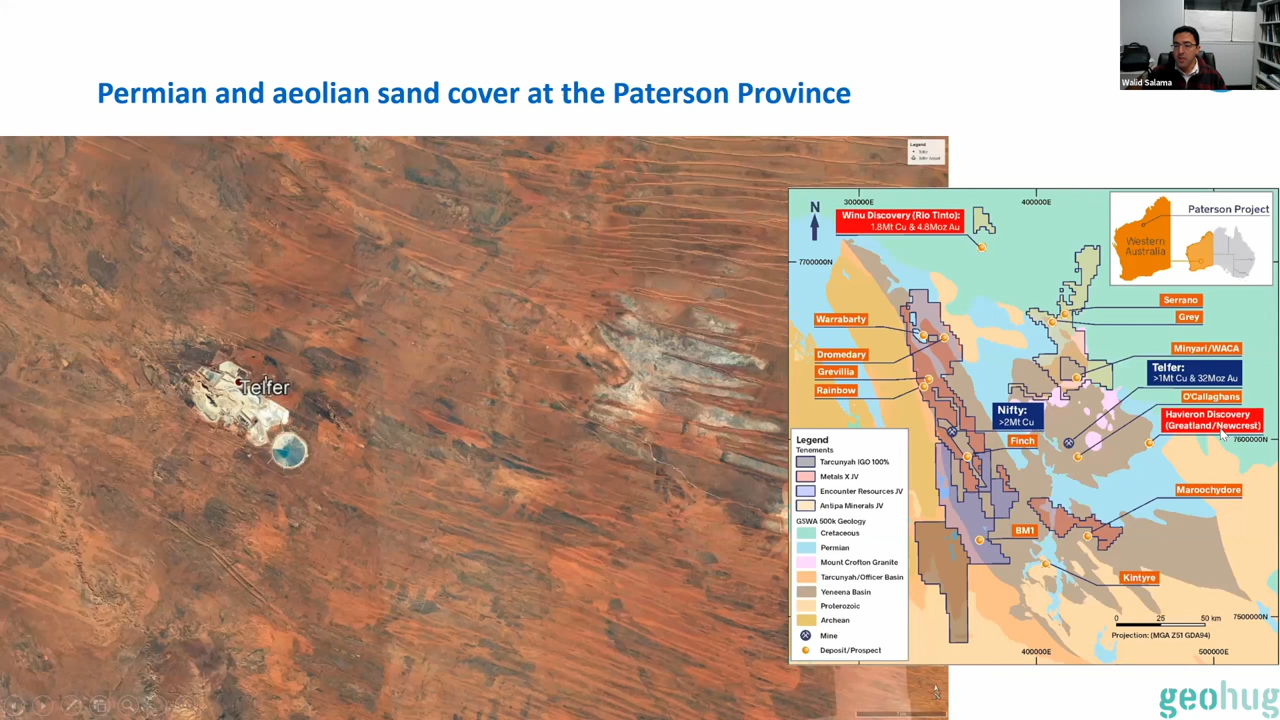 Walid Salama
Permian and aeolian sand cover at the Paterson Province
Legend
Telfer
N
300000E
400000E
Winu Discovery (Rio Tinto):
1.8Mt Cu & 4.8Moz Au
Paterson Project
Western
Australia
7700000N
Serrano
Grey
Warrabarty
Minyari/WACA
Dromedary
Grevillia
Rainbow
Telfer:
>1Mt Cu & 32Moz Au
O'Callaghans
Nifty:
>2Mt Cu
Havieron Discovery
(Greatland/Newcrest)
Finch
7600000N
Maroochydore
BM1
Kintyre
Legend
Tenements
Tarcunyah IGO 100%
Metals X JV
Encounter Resources JV
Antipa Minerals JV
GSWA 500k Geology
Cretaceous
Permian
Mount Crofton Granite
Tarcunyah/Officer Basin
Yeneena Basin
Proterozoic
Archean
Mine
Deposit/Prospect
0 25 50 km
Projection: (MGA Z51 GDA94)
7500000N
400000E
500000E
geohug